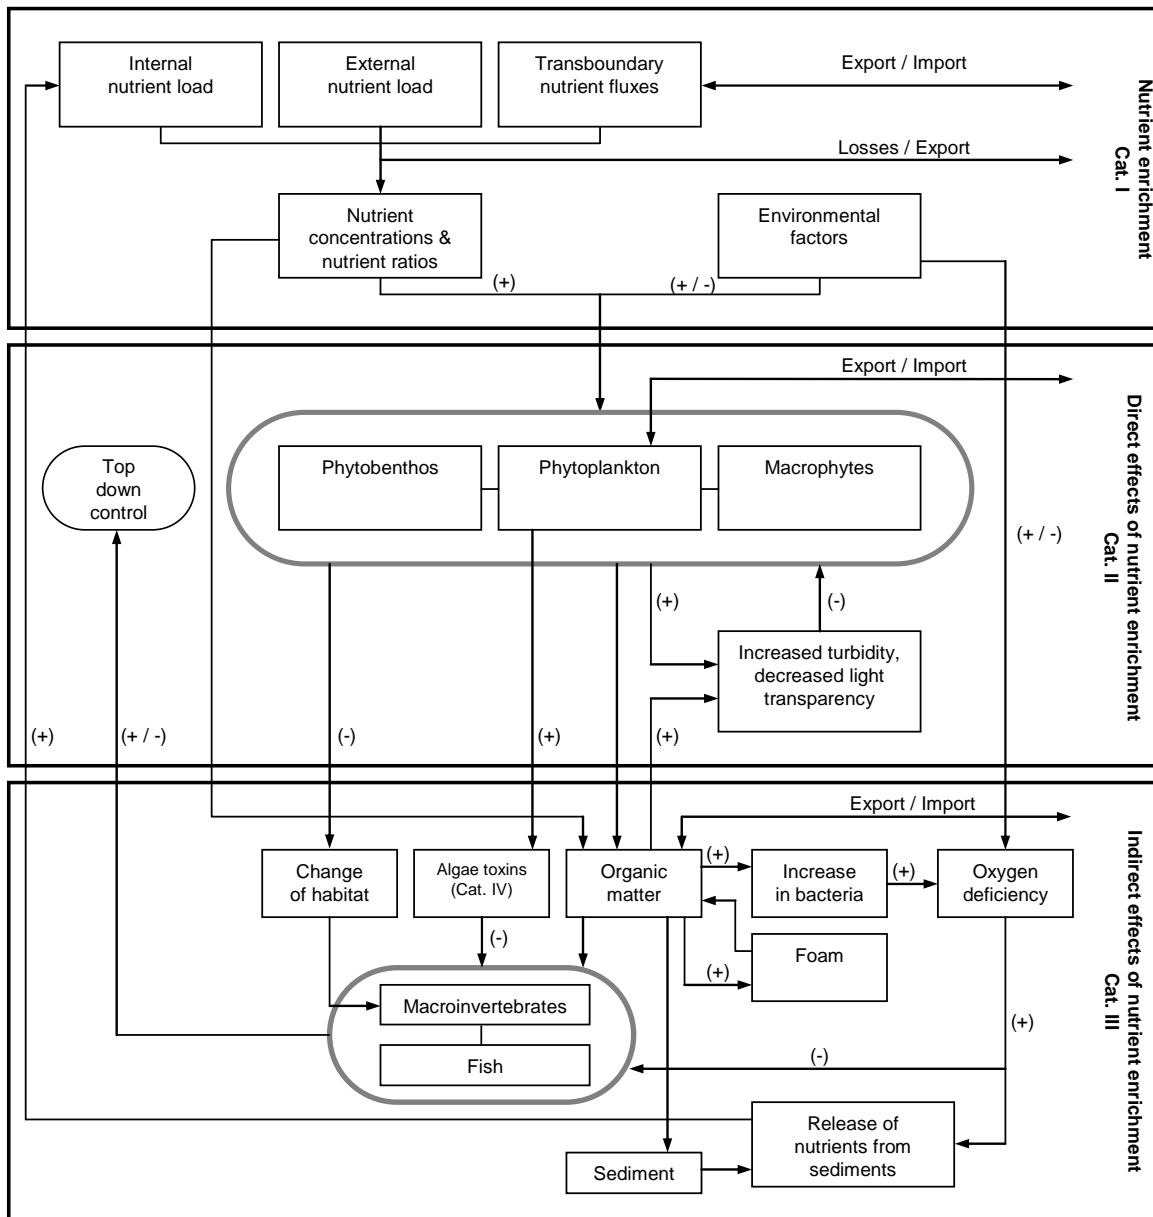 Internal
nutrient load
External
nutrient load
Transboundary
nutrient fluxes
Export / Import
Losses / Export
Nutrient
concentrations &
nutrient ratios
Environmental
factors
(+)
(+ / -)
Nutrient enrichment
Cat. I
Export / Import
Top
down
control
Phytobenthos
Phytoplankton
Macrophytes
(+ / -)
(+)
(-)
Increased turbidity,
decreased light
transparency
(+)
(+ / -)
(-)
(+)
(+)
Direct effects of nutrient enrichment
Cat. II
Export / Import
Change
of habitat
Algae toxins
(Cat. IV)
Organic
matter
(+)
Increase
in bacteria
(+)
Oxygen
deficiency
(-)
Foam
(+)
Macroinvertebrates
Fish
(+)
(-)
Release of
nutrients from
sediments
Sediment
Indirect effects of nutrient enrichment
Cat. III